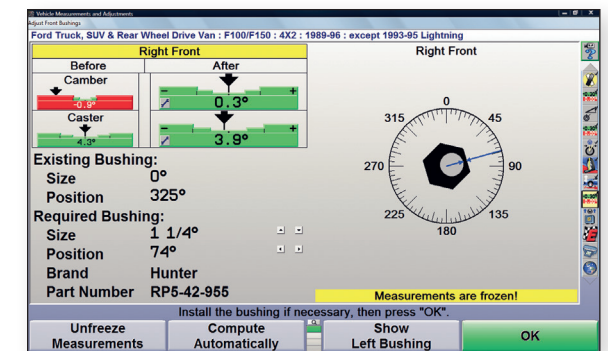 Vehicle Measurements and Adjustments
Adjust Front Bushings
Ford Truck, SUV & Rear Wheel Drive Van : F100/F150 : 4X2 : 1989-96 : except 1993-95 Lightning
Right Front
Before After
Camber
-0.9°
- +
0.3°
Caster
4.3°
- +
3.9°
Existing Bushing:
Size 0°
Position 325°
Required Bushing:
Size 1 1/4°
Position 74°
Brand Hunter
Part Number RP5-42-955
Right Front
0
315 45
270 90
225 135
180
Measurements are frozen!
Install the bushing if necessary, then press "OK".
Unfreeze
Measurements
Compute
Automatically
Show
Left Bushing
OK